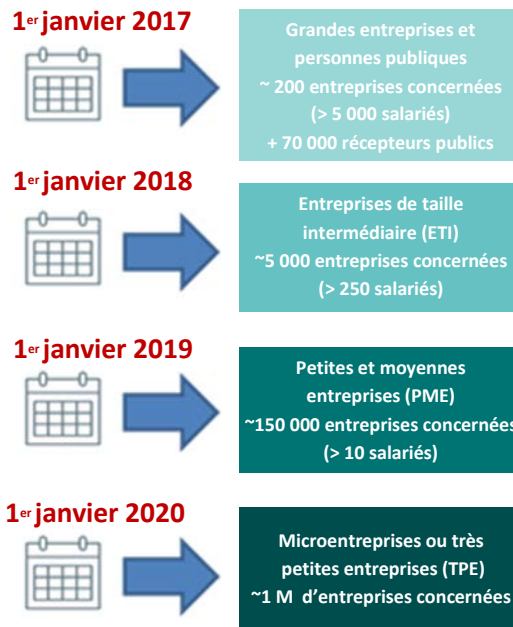 1er janvier 2017
Grandes entreprises et
personnes publiques
~ 200 entreprises concernées
(> 5 000 salariés)
+ 70 000 récepteurs publics
1er janvier 2018
Entreprises de taille
intermédiaire (ETI)
~5 000 entreprises concernées
(> 250 salariés)
1er janvier 2019
Petites et moyennes
entreprises (PME)
~150 000 entreprises concernées
(> 10 salariés)
1er janvier 2020
Microentreprises ou très
petites entreprises (TPE)
~1 M d’entreprises concernées